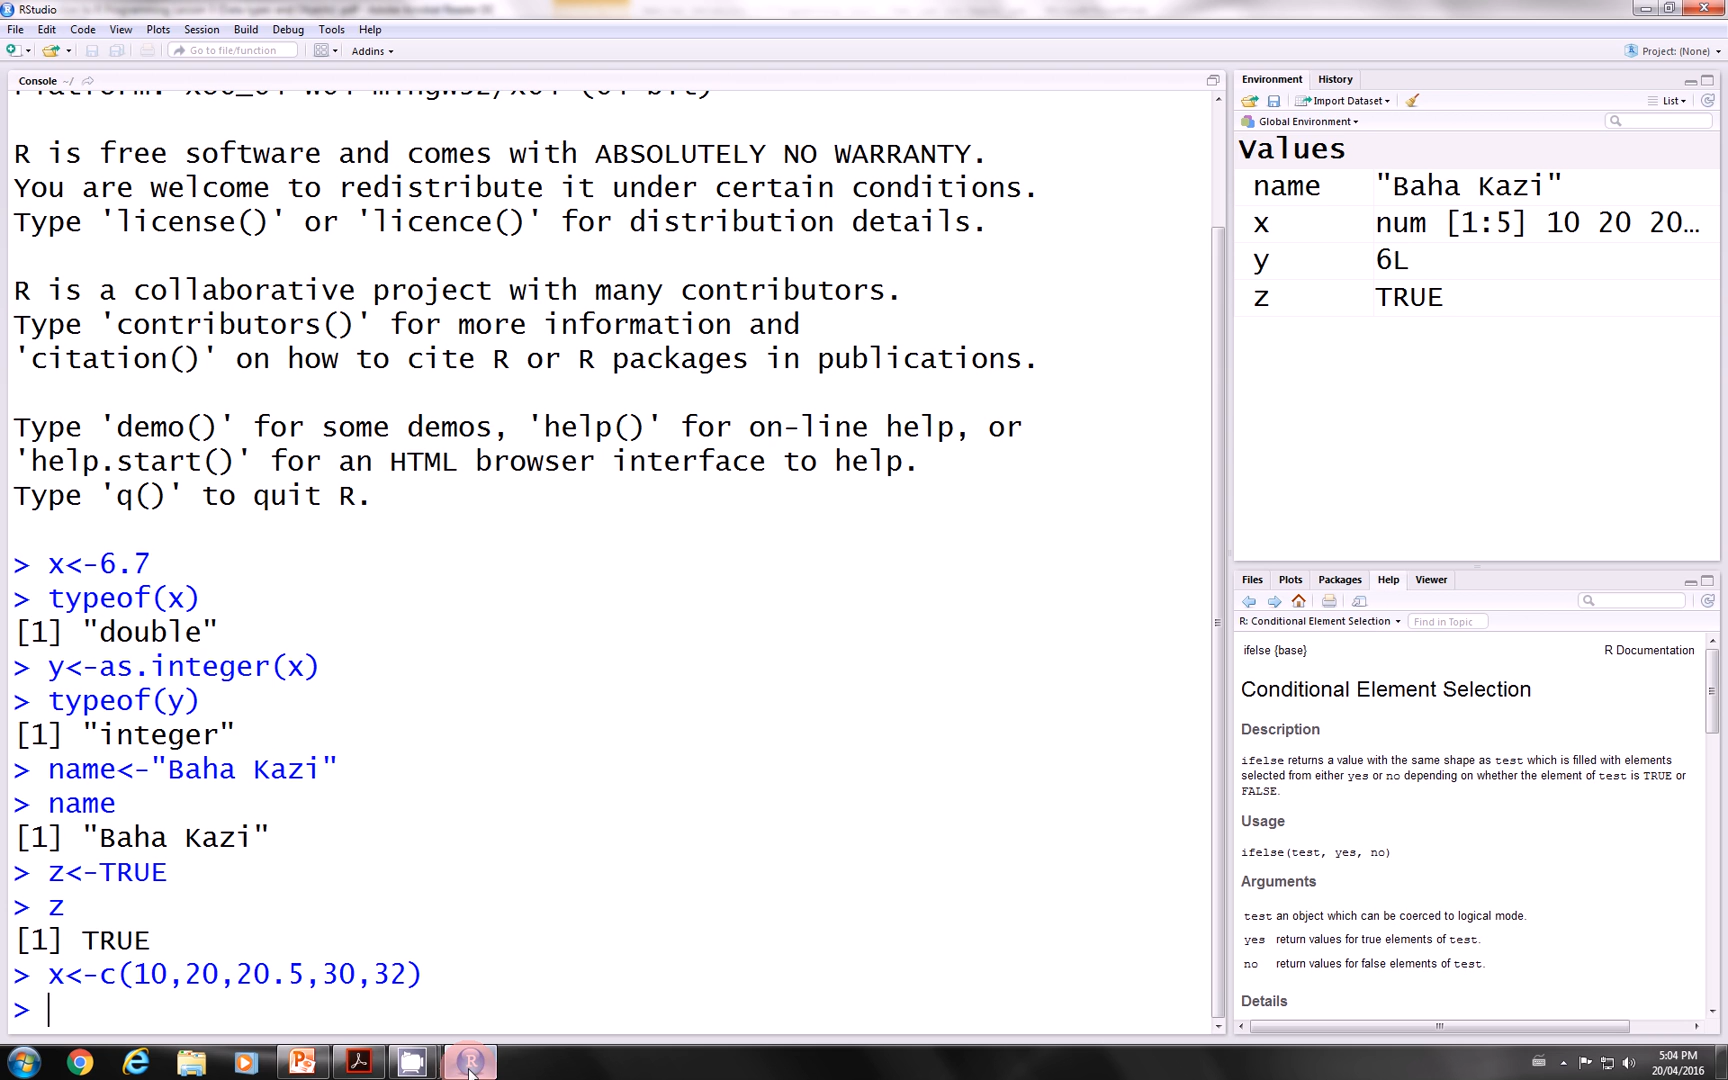 RStudio
File Edit Code View Plots Session Build Debug Tools Help
Go to file/function Addins Project: (None)
Console ~/
R is free software and comes with ABSOLUTELY NO WARRANTY.
You are welcome to redistribute it under certain conditions.
Type 'license()' or 'licence()' for distribution details.
R is a collaborative project with many contributors.
Type 'contributors()' for more information and
'citation()' on how to cite R or R packages in publications.
Type 'demo()' for some demos, 'help()' for on-line help, or
'help.start()' for an HTML browser interface to help.
Type 'q()' to quit R.
> x<-6.7
> typeof(x)
[1] "double"
> y<-as.integer(x)
> typeof(y)
[1] "integer"
> name<-"Baha Kazi"
> name
[1] "Baha Kazi"
> z<-TRUE
> z
[1] TRUE
> x<-c(10,20,20.5,30,32)
>
Environment History
Import Dataset List
Global Environment
Values
name "Baha Kazi"
x num [1:5] 10 20 20…
y 6L
z TRUE
Files Plots Packages Help Viewer
R: Conditional Element Selection Find in Topic
ifelse {base} R Documentation
Conditional Element Selection
Description
ifelse returns a value with the same shape as test which is filled with elements
selected from either yes or no depending on whether the element of test is TRUE or
FALSE.
Usage
ifelse(test, yes, no)
Arguments
test an object which can be coerced to logical mode.
yes return values for true elements of test.
no return values for false elements of test.
Details
5:04 PM
20/04/2016